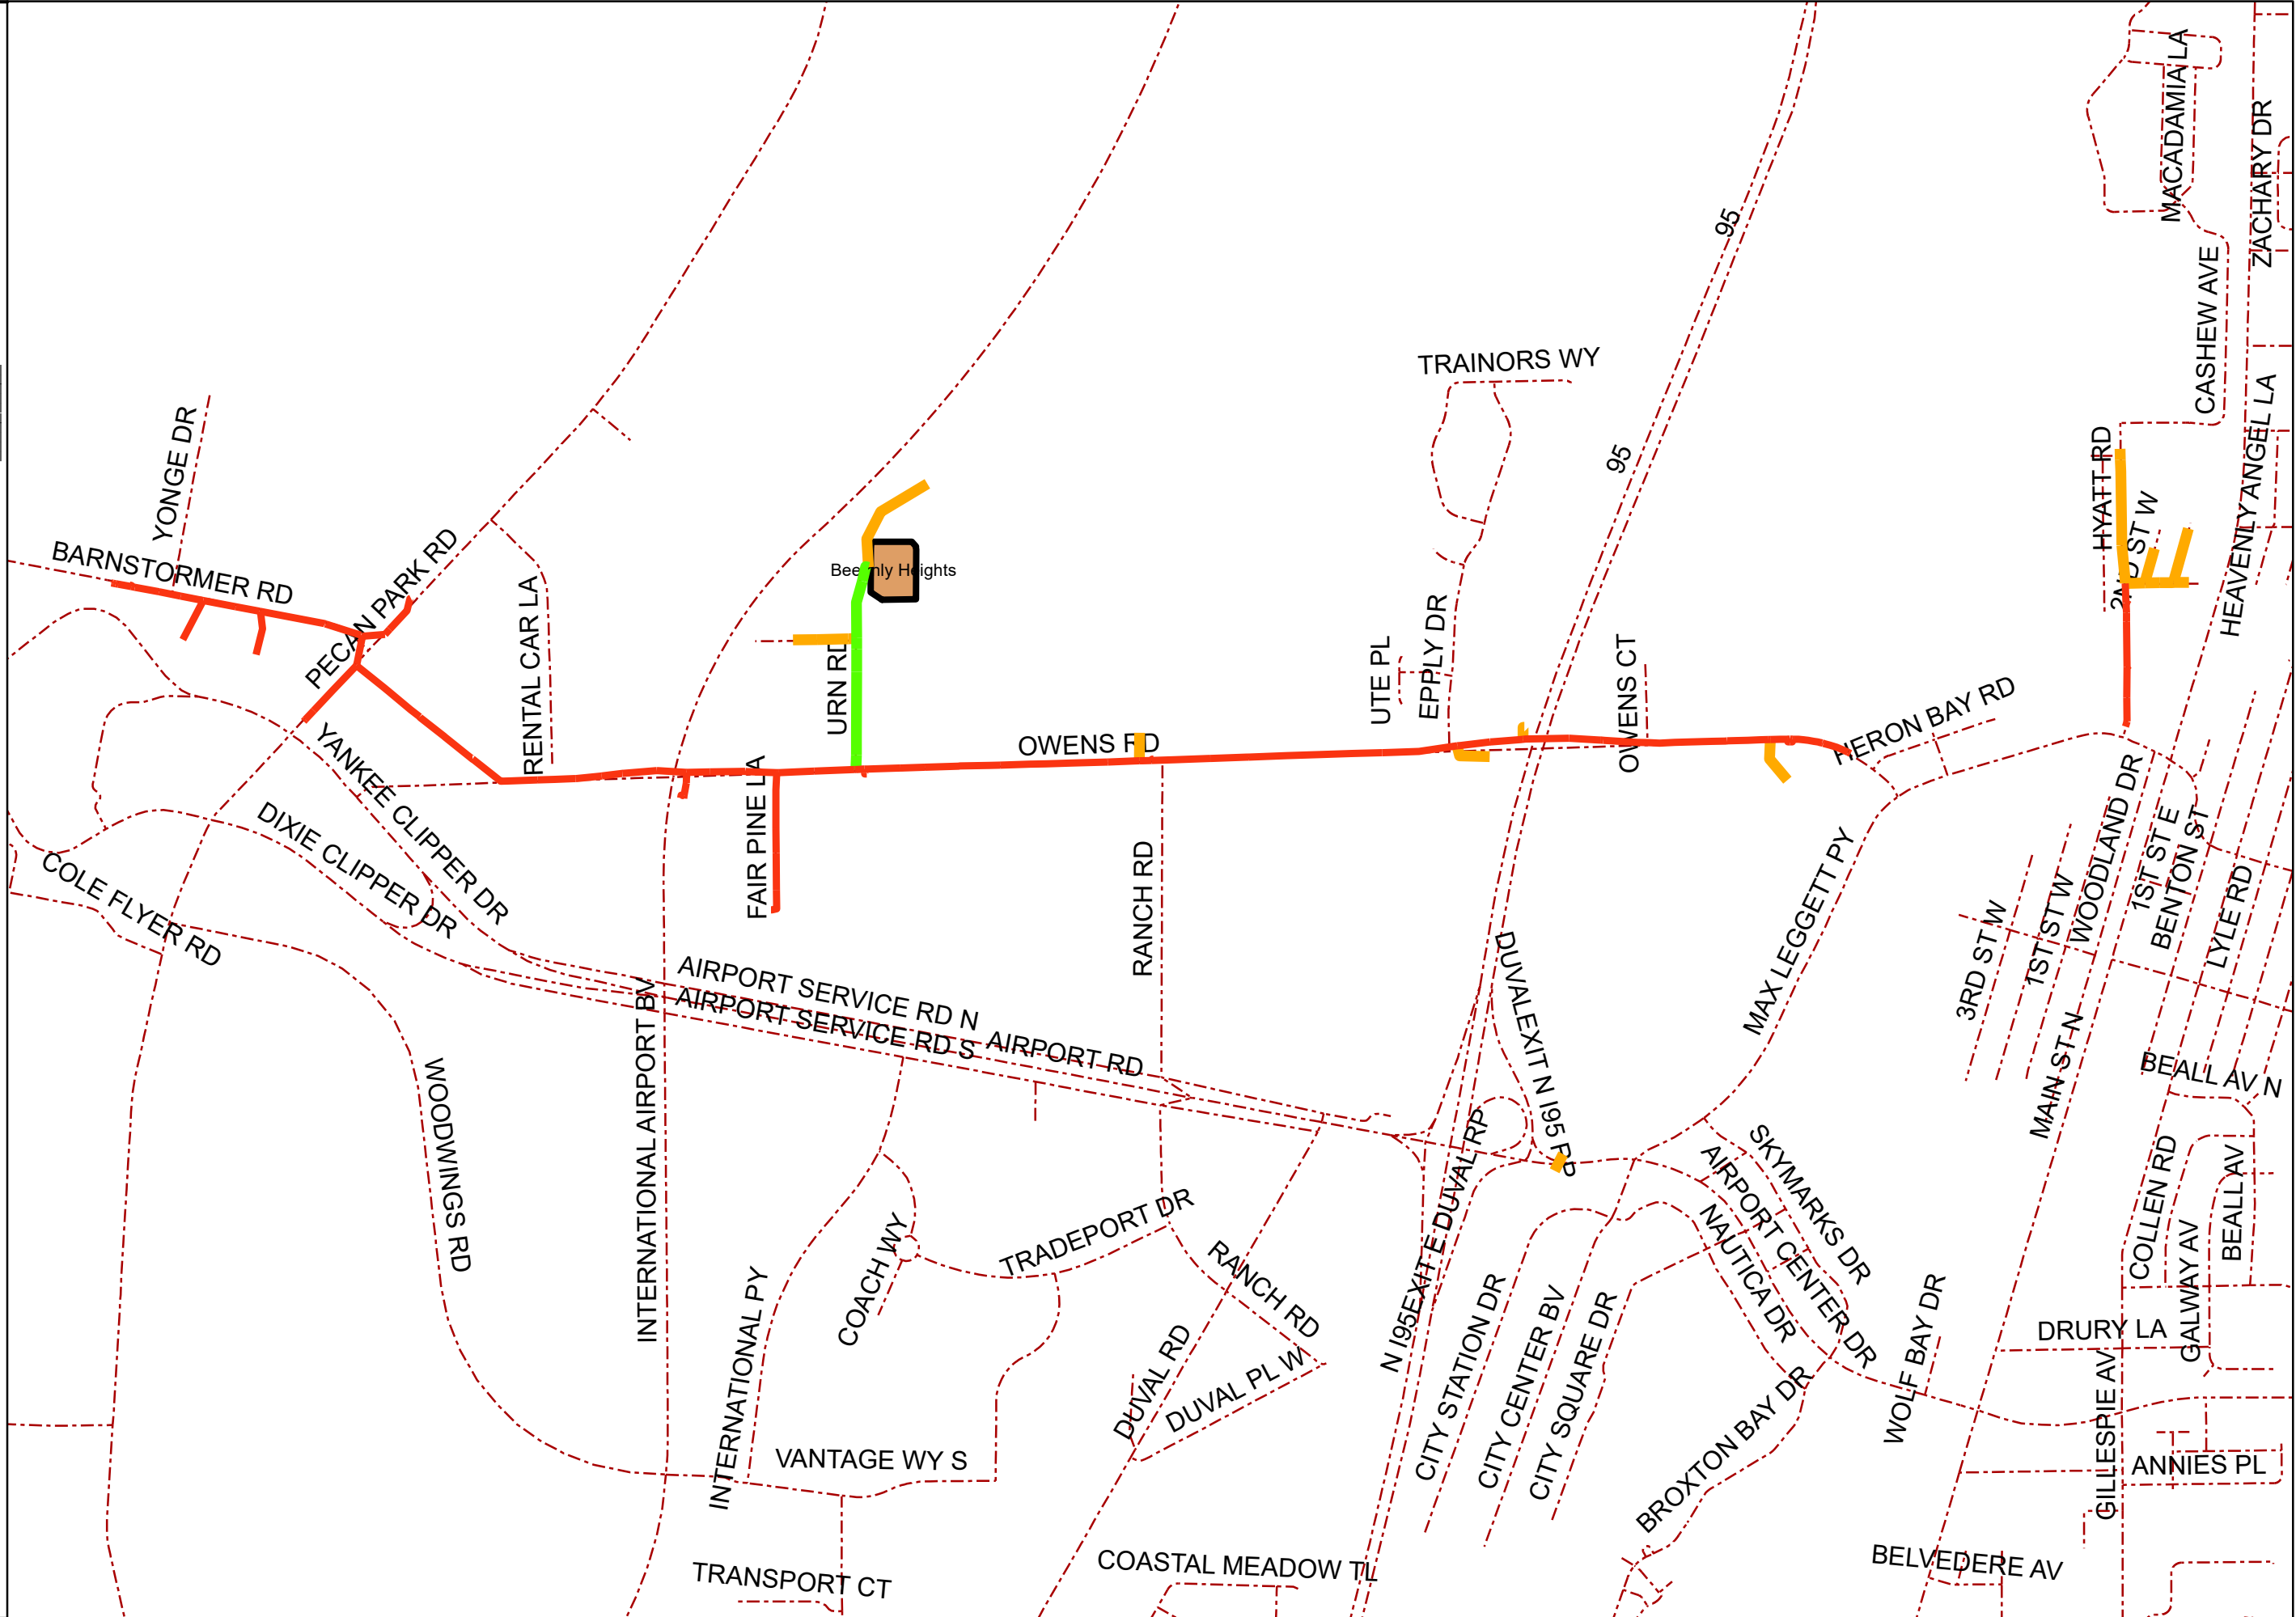 MACADAMIA LA
ZACHARY DR
95
CASHEW AVE
TRAINORS WY
HEAVENLY ANGEL LA
YONGE DR
95
HYATT RD
2ND ST W
BARNSTORMER RD
PECAN PARK RD
RENTAL CAR LA
URN RD
UTE PL
EPPLY DR
OWENS CT
HERON BAY RD
OWENS RD
YANKEE CLIPPER DR
FAIR PINE LA
DIXIE CLIPPER DR
COLE FLYER RD
RANCH RD
WOODLAND DR
1ST ST E
BENTON ST
LYLE RD
3RD ST W
1ST ST W
MAX LEGGETT PY
DUVALEXIT N I95 RP
AIRPORT SERVICE RD N
AIRPORT SERVICE RD S
AIRPORT RD
INTERNATIONAL AIRPORT BV
WOODWINGS RD
MAIN ST N
BEALL AV N
N I95EXIT E DUVAL RP
SKYMARKS DR
AIRPORT CENTER DR
NAUTICA DR
COLLEN RD
BEALL AV
GALWAY AV
TRADEPORT DR
COACH WY
RANCH RD
INTERNATIONAL PY
DUVAL RD
DUVAL PL W
CITY STATION DR
CITY CENTER BV
CITY SQUARE DR
WOLF BAY DR
DRURY LA
GILLESPIE AV
BROXTON BAY DR
VANTAGE WY S
ANNIES PL
BELVEDERE AV
COASTAL MEADOW TL
TRANSPORT CT